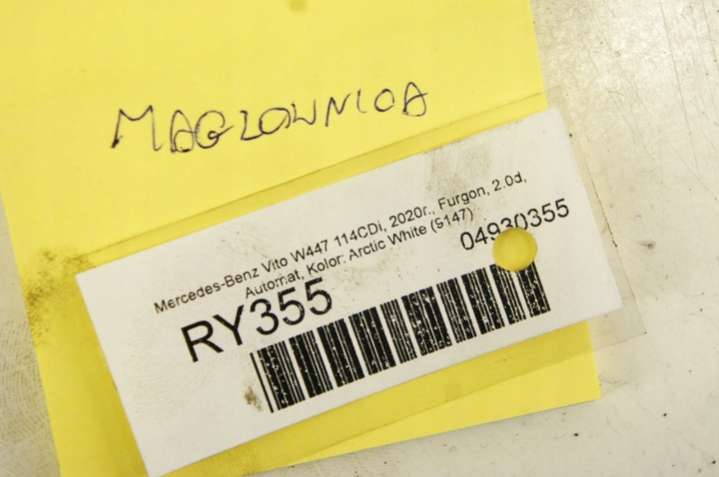 MAGLOWNICA
Mercedes-Benz Vito W447 114CDi, 2020r., Furgon, 2.0d,
Automat, Kolor: Arctic White (9147)
04930355
RY355